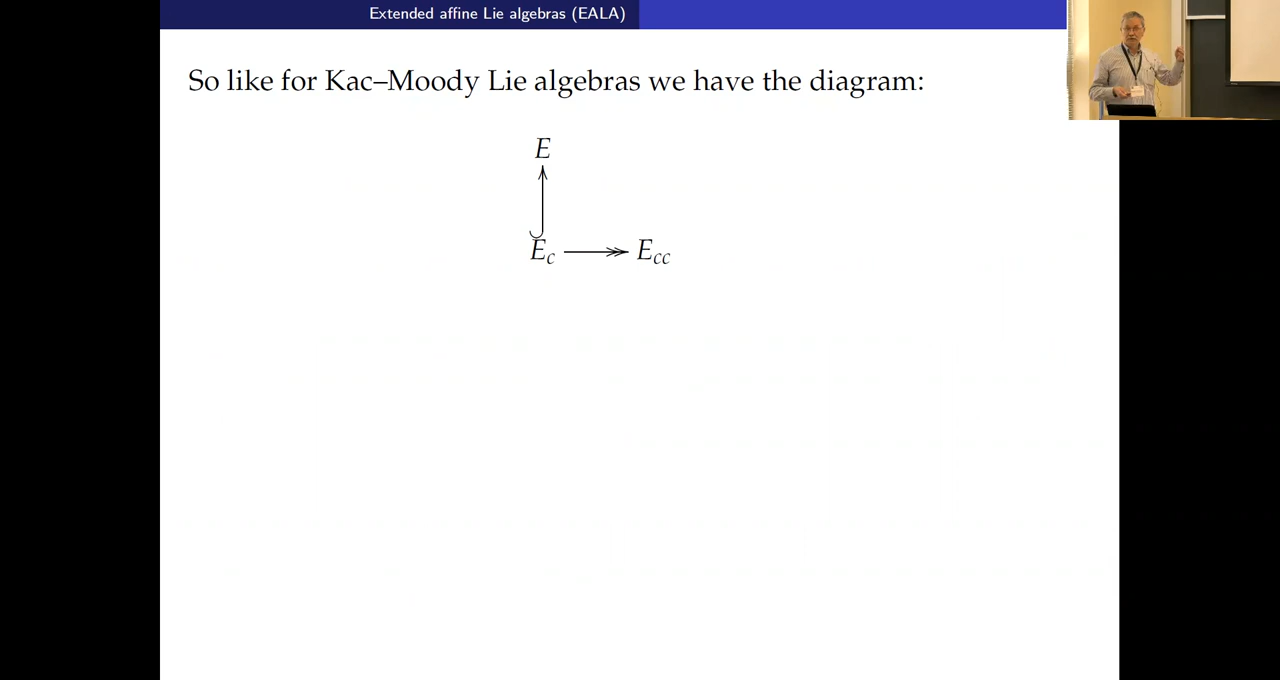 Extended affine Lie algebras (EALA)
So like for Kac–Moody Lie algebras we have the diagram:
E
E_c E_cc